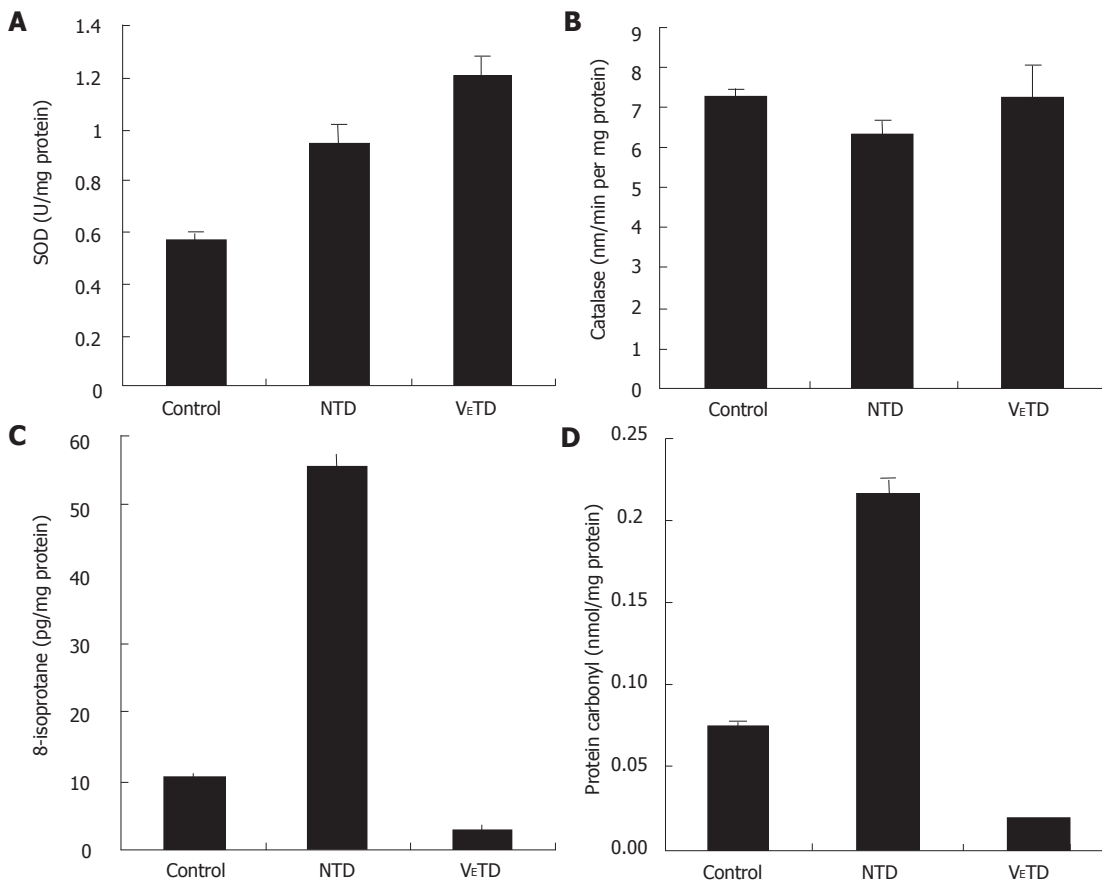 A
SOD (U/mg protein)
1.4
1.2
1
0.8
0.6
0.4
0.2
0
Control NTD VETD
B
Catalase (nm/min per mg protein)
9
8
7
6
5
4
3
2
1
0
Control NTD VETD
C
8-isoprotane (pg/mg protein)
60
50
40
30
20
10
0
Control NTD VETD
D
Protein carbonyl (nmol/mg protein)
0.25
0.2
0.15
0.10
0.05
0.00
Control NTD VETD